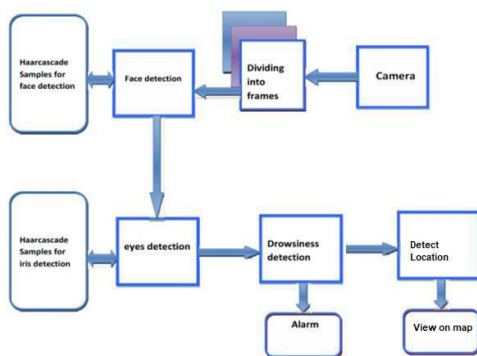 Haarcascade
Samples for
face detection
Face detection
Dividing
into
frames
Camera
Haarcascade
Samples for
iris detection
eyes detection
Drowsiness
detection
Detect
Location
Alarm
View on map